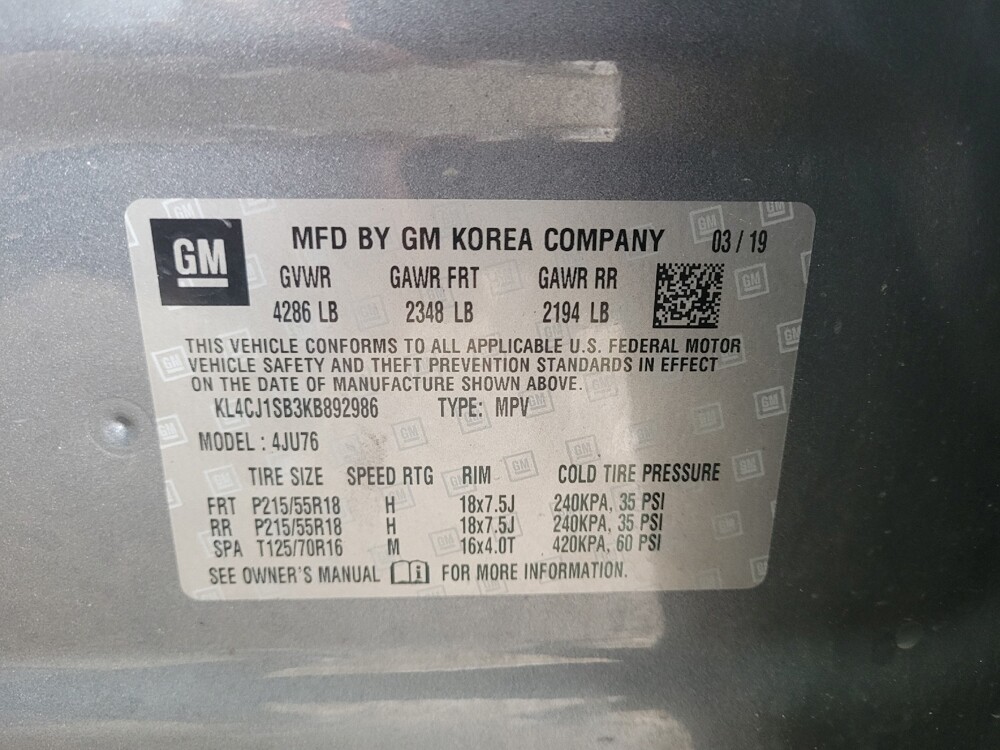 GM MFD BY GM KOREA COMPANY 03 / 19
GVWR GAWR FRT GAWR RR
4286 LB 2348 LB 2194 LB
THIS VEHICLE CONFORMS TO ALL APPLICABLE U.S. FEDERAL MOTOR
VEHICLE SAFETY AND THEFT PREVENTION STANDARDS IN EFFECT
ON THE DATE OF MANUFACTURE SHOWN ABOVE.
KL4CJ1SB3KB892986 TYPE: MPV
MODEL : 4JU76
TIRE SIZE SPEED RTG RIM COLD TIRE PRESSURE
FRT P215/55R18 H 18x7.5J 240KPA, 35 PSI
RR P215/55R18 H 18x7.5J 240KPA, 35 PSI
SPA T125/70R16 M 16x4.0T 420KPA, 60 PSI
SEE OWNER'S MANUAL i FOR MORE INFORMATION.